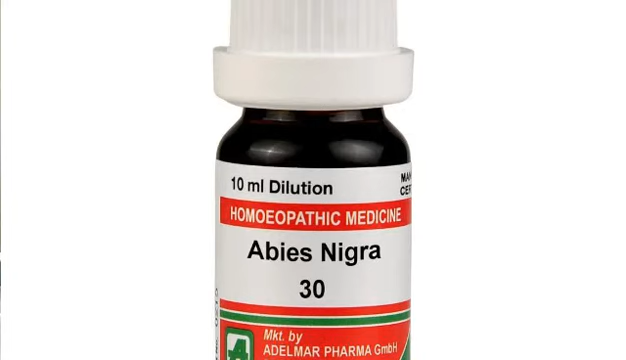 10 ml Dilution
HOMOEOPATHIC MEDICINE
Abies Nigra
30
Mkt. by
ADELMAR PHARMA GmbH